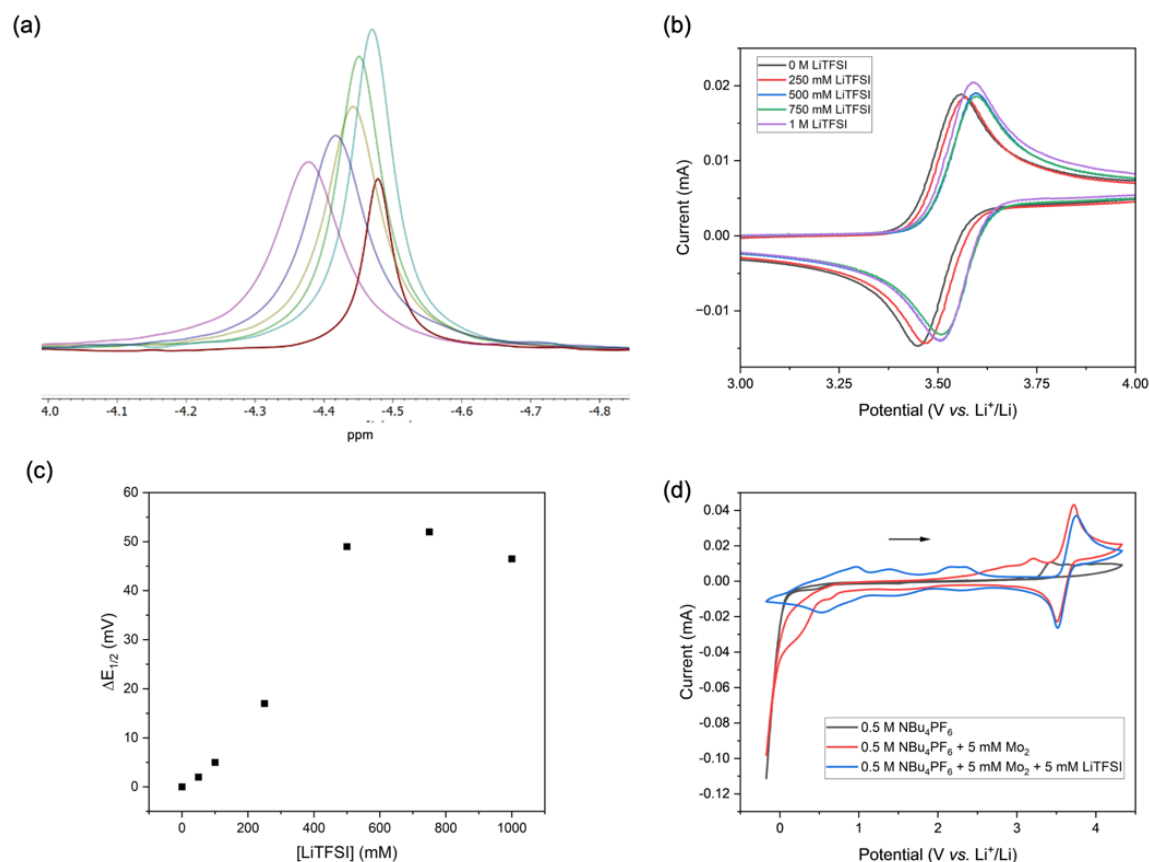 (a)
4.0 -4.1 -4.2 -4.3 -4.4 -4.5 -4.6 -4.7 -4.8
ppm
(b)
0 M LiTFSI
250 mM LiTFSI
500 mM LiTFSI
750 mM LiTFSI
1 M LiTFSI
0.02
0.01
0.00
−0.01
Current (mA)
3.00 3.25 3.50 3.75 4.00
Potential (V vs. Li⁺/Li)
(c)
60
50
40
30
20
10
0
ΔE₁/₂ (mV)
0 200 400 600 800 1000
[LiTFSI] (mM)
(d)
0.04
0.02
0.00
-0.02
-0.04
-0.06
-0.08
-0.10
-0.12
Current (mA)
0.5 M NBu₄PF₆
0.5 M NBu₄PF₆ + 5 mM Mo₂
0.5 M NBu₄PF₆ + 5 mM Mo₂ + 5 mM LiTFSI
0 1 2 3 4
Potential (V vs. Li⁺/Li)